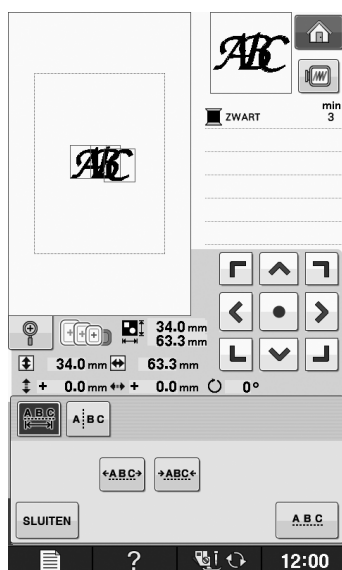 ABC
min
ZWART 3
ABC
34.0 mm
63.3 mm
34.0 mm 63.3 mm
+ 0.0 mm + 0.0 mm 0°
ABC A BC
ABC ABC
SLUITEN A B C
? 12:00